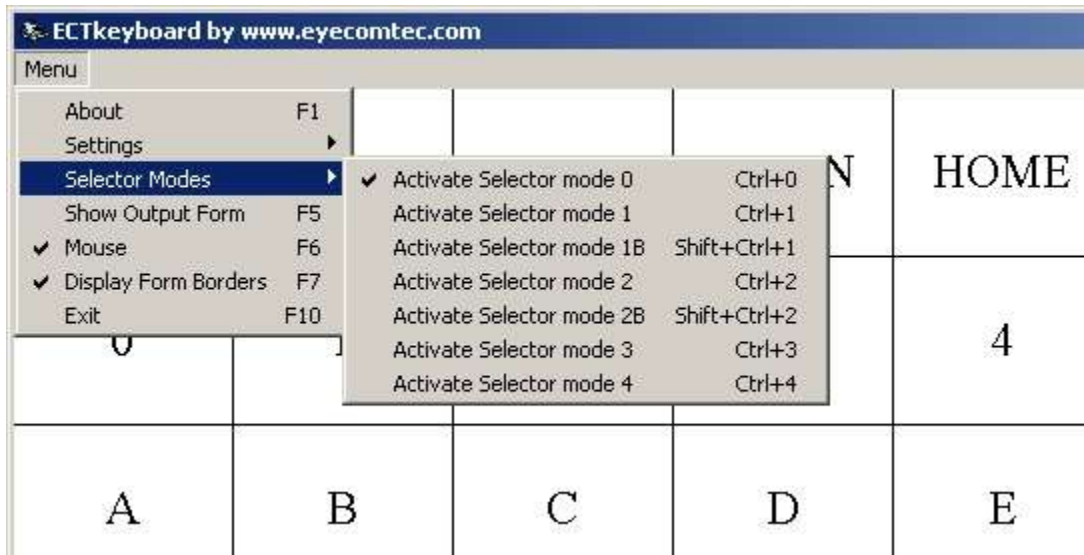 ECTkeyboard by www.eyecomtec.com
Menu
About F1
Settings
Selector Modes
Show Output Form F5
Mouse F6
Display Form Borders F7
Exit F10
Activate Selector mode 0 Ctrl+0
Activate Selector mode 1 Ctrl+1
Activate Selector mode 1B Shift+Ctrl+1
Activate Selector mode 2 Ctrl+2
Activate Selector mode 2B Shift+Ctrl+2
Activate Selector mode 3 Ctrl+3
Activate Selector mode 4 Ctrl+4
N HOME
0 4
A B C D E